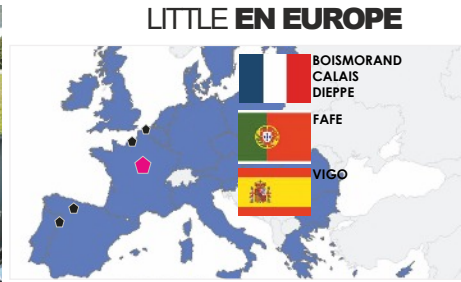 LITTLE EN EUROPE
BOISMORAND
CALAIS
DIEPPE
FAFE
VIGO